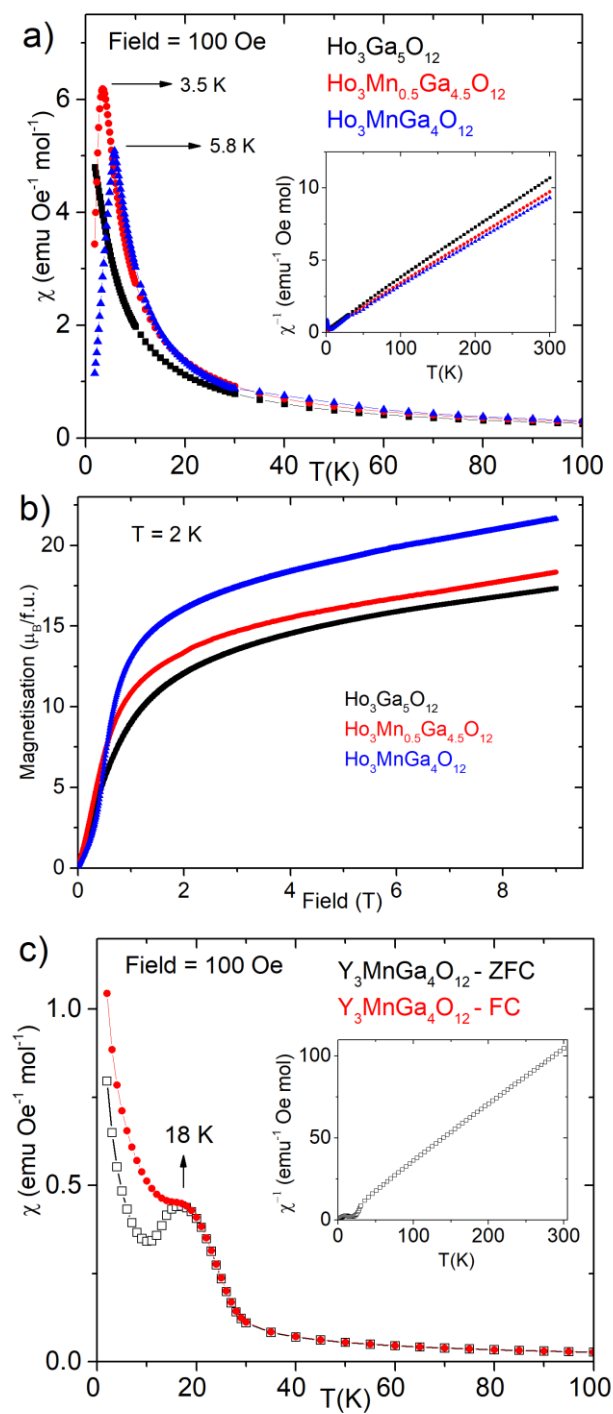 a)
Field = 100 Oe
Ho₃Ga₅O₁₂
Ho₃Mn₀.₅Ga₄.₅O₁₂
Ho₃MnGa₄O₁₂
3.5 K
5.8 K
χ (emu Oe⁻¹ mol⁻¹)
6
4
2
0
0 20 40 60 80 100
T(K)
χ⁻¹ (emu⁻¹ Oe mol)
10
5
0
0 100 200 300
T(K)
b)
T = 2 K
Magnetisation (μB/f.u.)
20
15
10
5
0
Ho₃Ga₅O₁₂
Ho₃Mn₀.₅Ga₄.₅O₁₂
Ho₃MnGa₄O₁₂
0 2 4 6 8
Field (T)
c)
Field = 100 Oe
Y₃MnGa₄O₁₂ - ZFC
Y₃MnGa₄O₁₂ - FC
18 K
χ (emu Oe⁻¹ mol⁻¹)
1.0
0.5
0.0
0 20 40 60 80 100
T(K)
χ⁻¹ (emu⁻¹ Oe mol)
100
50
0
0 100 200 300
T(K)